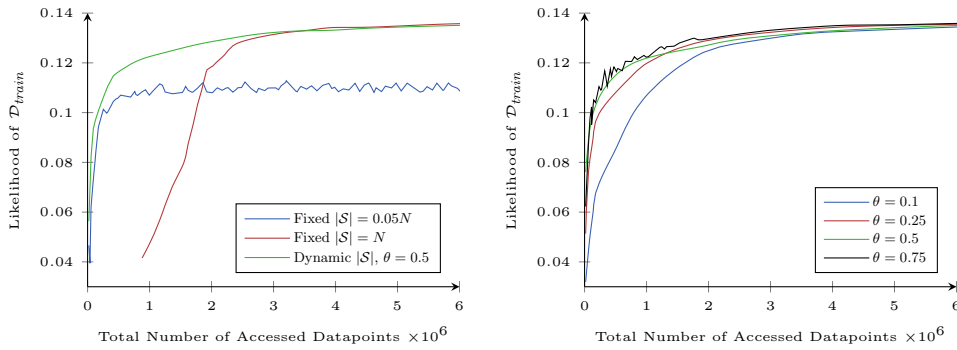 0.14
0.12
0.1
0.08
0.06
0.04
0 1 2 3 4 5 6
Likelihood of 𝒟train
Total Number of Accessed Datapoints ×10⁶
Fixed |𝒮| = 0.05N
Fixed |𝒮| = N
Dynamic |𝒮|, θ = 0.5
0.14
0.12
0.1
0.08
0.06
0.04
0 1 2 3 4 5 6
Likelihood of 𝒟train
Total Number of Accessed Datapoints ×10⁶
θ = 0.1
θ = 0.25
θ = 0.5
θ = 0.75